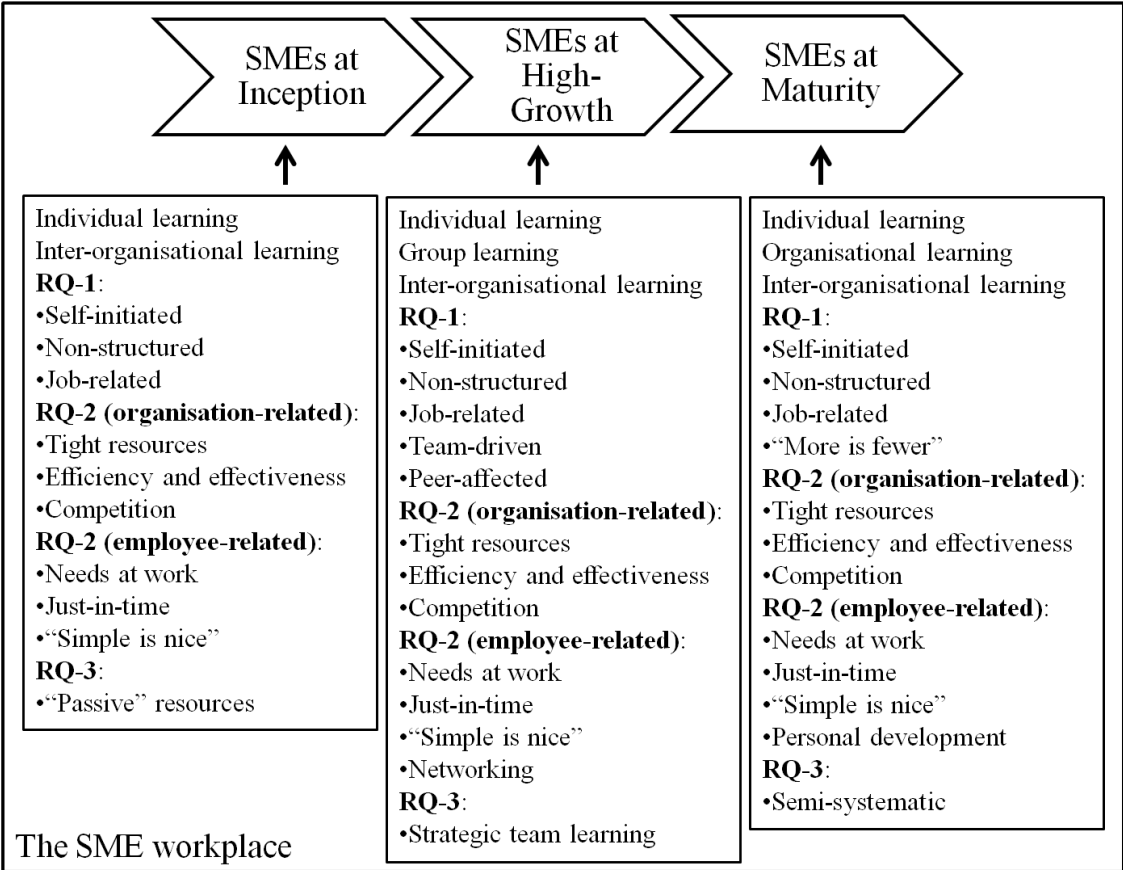 SMEs at
Inception
SMEs at
High-
Growth
SMEs at
Maturity
Individual learning
Inter-organisational learning
RQ-1:
•Self-initiated
•Non-structured
•Job-related
RQ-2 (organisation-related):
•Tight resources
•Efficiency and effectiveness
•Competition
RQ-2 (employee-related):
•Needs at work
•Just-in-time
•“Simple is nice”
RQ-3:
•“Passive” resources
Individual learning
Group learning
Inter-organisational learning
RQ-1:
•Self-initiated
•Non-structured
•Job-related
•Team-driven
•Peer-affected
RQ-2 (organisation-related):
•Tight resources
•Efficiency and effectiveness
•Competition
RQ-2 (employee-related):
•Needs at work
•Just-in-time
•“Simple is nice”
•Networking
RQ-3:
•Strategic team learning
Individual learning
Organisational learning
Inter-organisational learning
RQ-1:
•Self-initiated
•Non-structured
•Job-related
•“More is fewer”
RQ-2 (organisation-related):
•Tight resources
•Efficiency and effectiveness
•Competition
RQ-2 (employee-related):
•Needs at work
•Just-in-time
•“Simple is nice”
•Personal development
RQ-3:
•Semi-systematic
The SME workplace